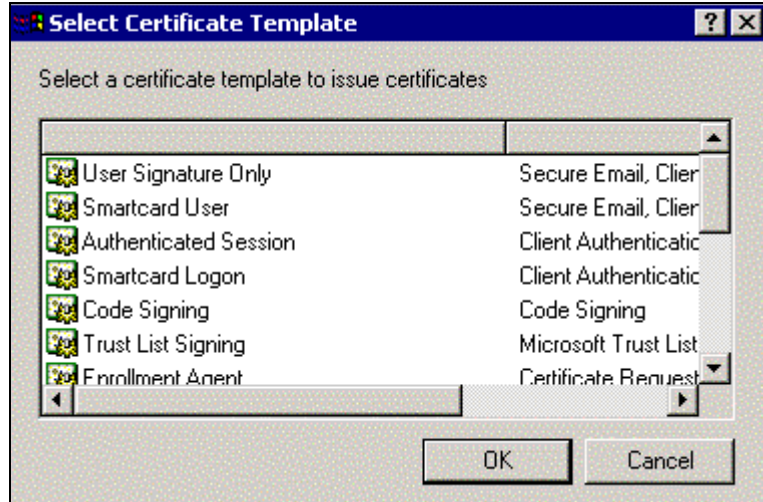 Select Certificate Template
Select a certificate template to issue certificates
User Signature Only Secure Email, Clien
Smartcard User Secure Email, Clien
Authenticated Session Client Authenticatic
Smartcard Logon Client Authenticatic
Code Signing Code Signing
Trust List Signing Microsoft Trust List
Enrollment Agent Certificate Request
OK Cancel